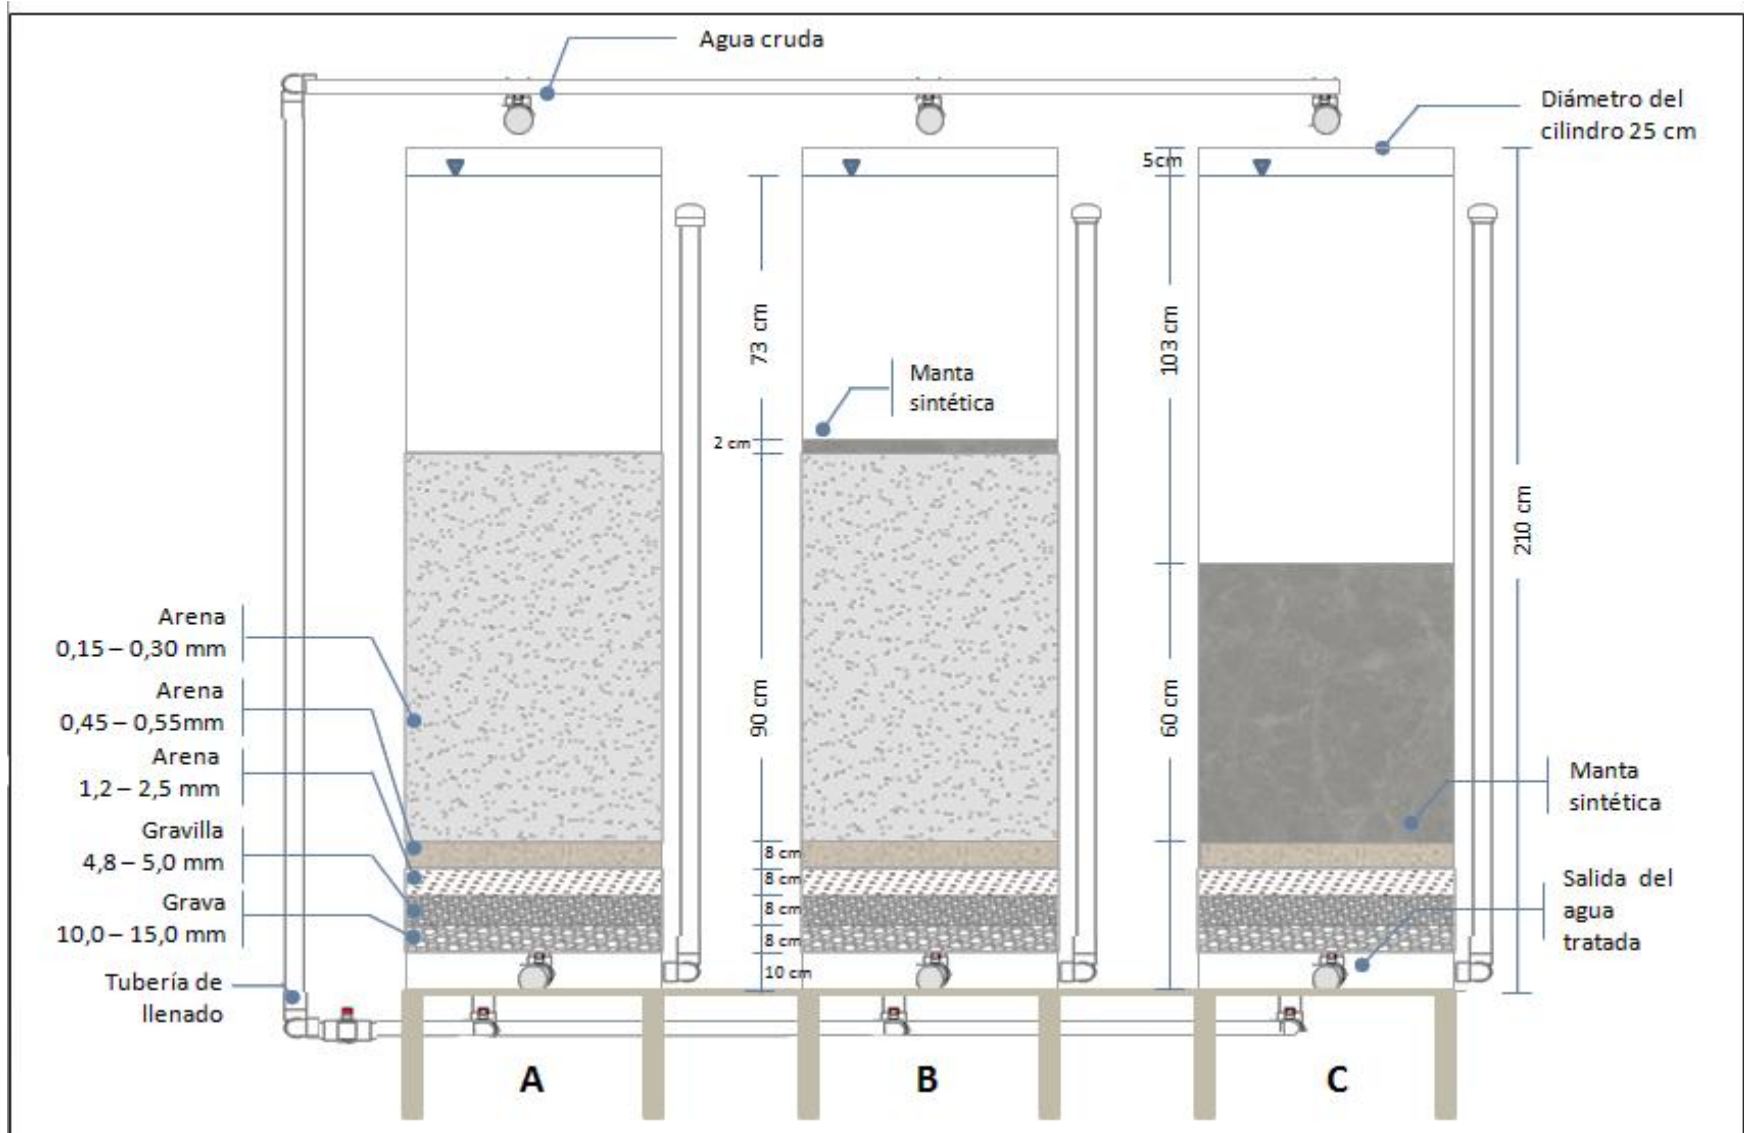 Agua cruda
Diámetro del
cilindro 25 cm
5cm
73 cm
103 cm
Manta
sintética
2 cm
210 cm
Arena
0,15 – 0,30 mm
Arena
0,45 – 0,55mm
Arena
1,2 – 2,5 mm
Gravilla
4,8 – 5,0 mm
Grava
10,0 – 15,0 mm
Tubería de
llenado
90 cm
60 cm
8 cm
8 cm
8 cm
8 cm
10 cm
Manta
sintética
Salida del
agua
tratada
A
B
C